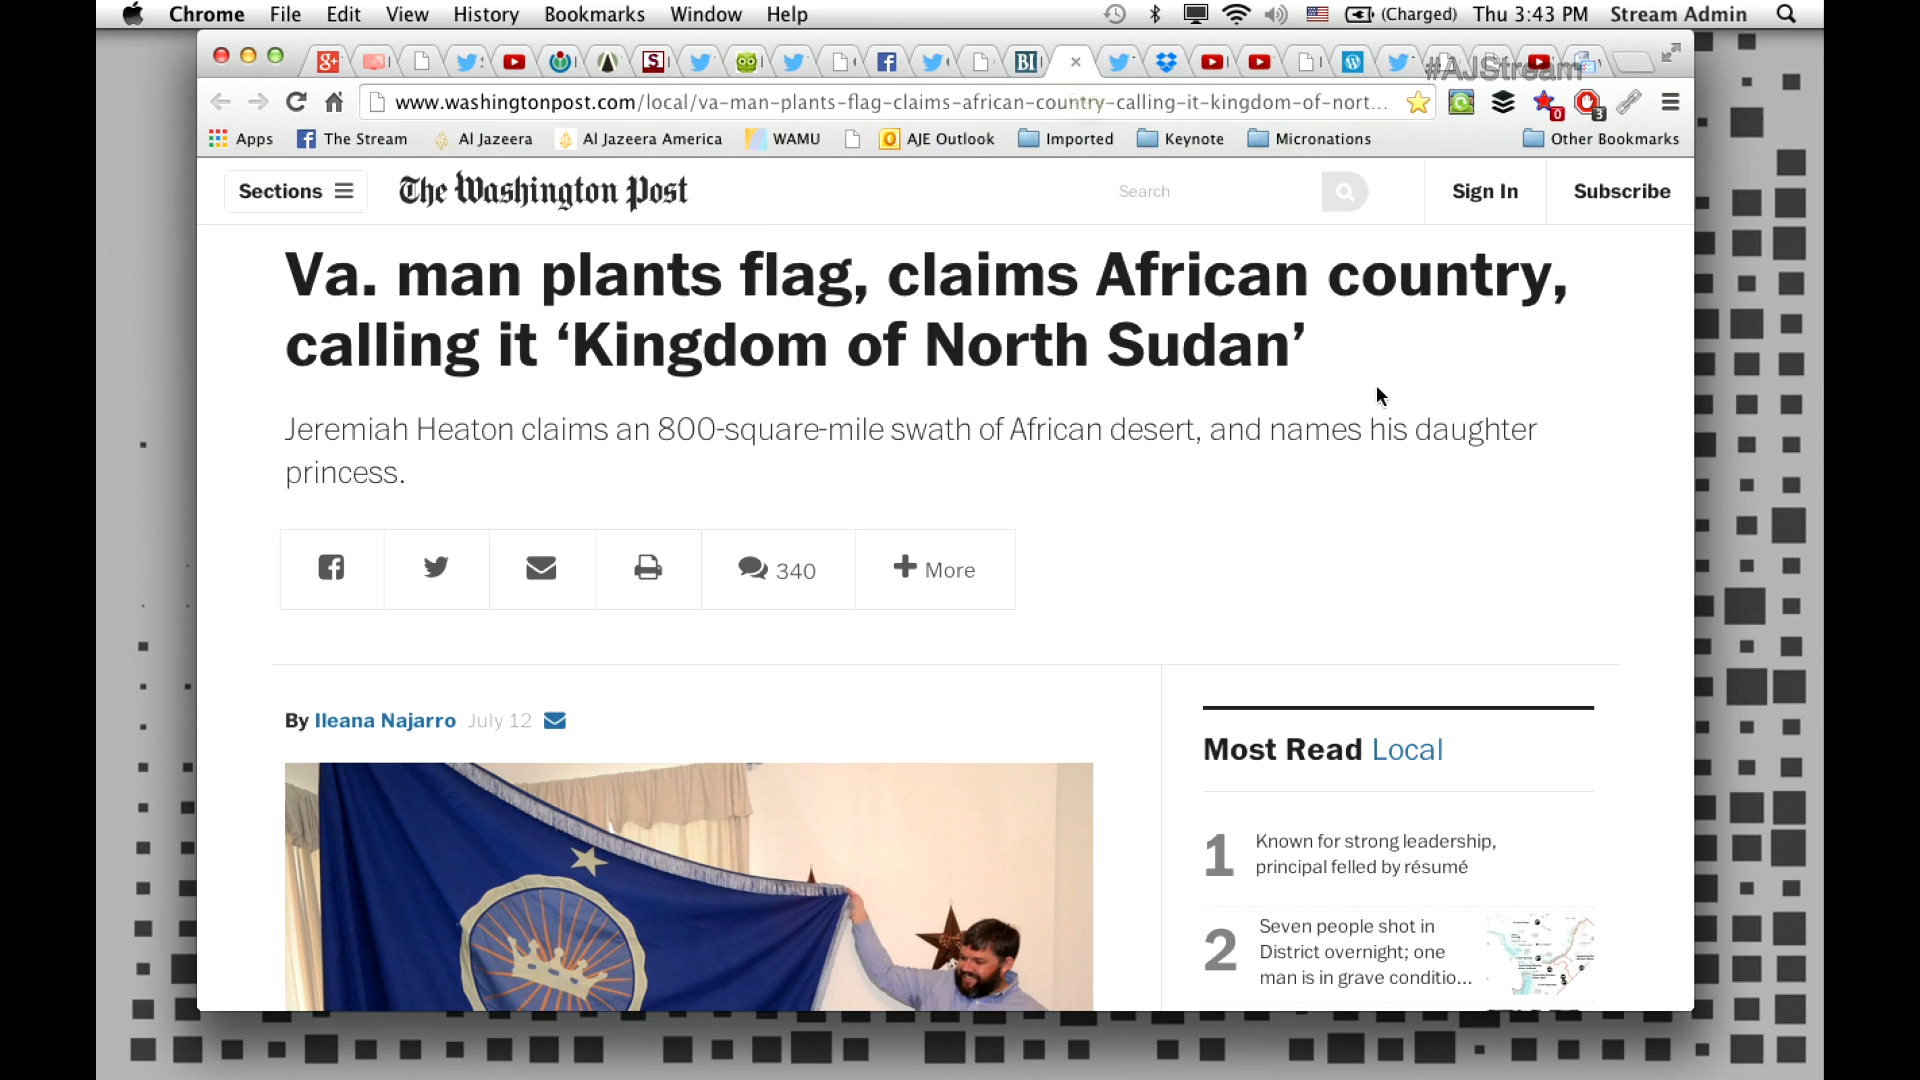 Chrome File Edit View History Bookmarks Window Help (Charged) Thu 3:43 PM Stream Admin
#AJStream
www.washingtonpost.com/local/va-man-plants-flag-claims-african-country-calling-it-kingdom-of-nort...
0 3
Apps The Stream Al Jazeera Al Jazeera America WAMU AJE Outlook Imported Keynote Micronations Other Bookmarks
Sections The Washington Post Search Sign In Subscribe
Va. man plants flag, claims African country,
calling it ‘Kingdom of North Sudan’
Jeremiah Heaton claims an 800-square-mile swath of African desert, and names his daughter
princess.
340 More
By Ileana Najarro July 12
Most Read Local
1 Known for strong leadership,
principal felled by résumé
2 Seven people shot in
District overnight; one
man is in grave conditio...